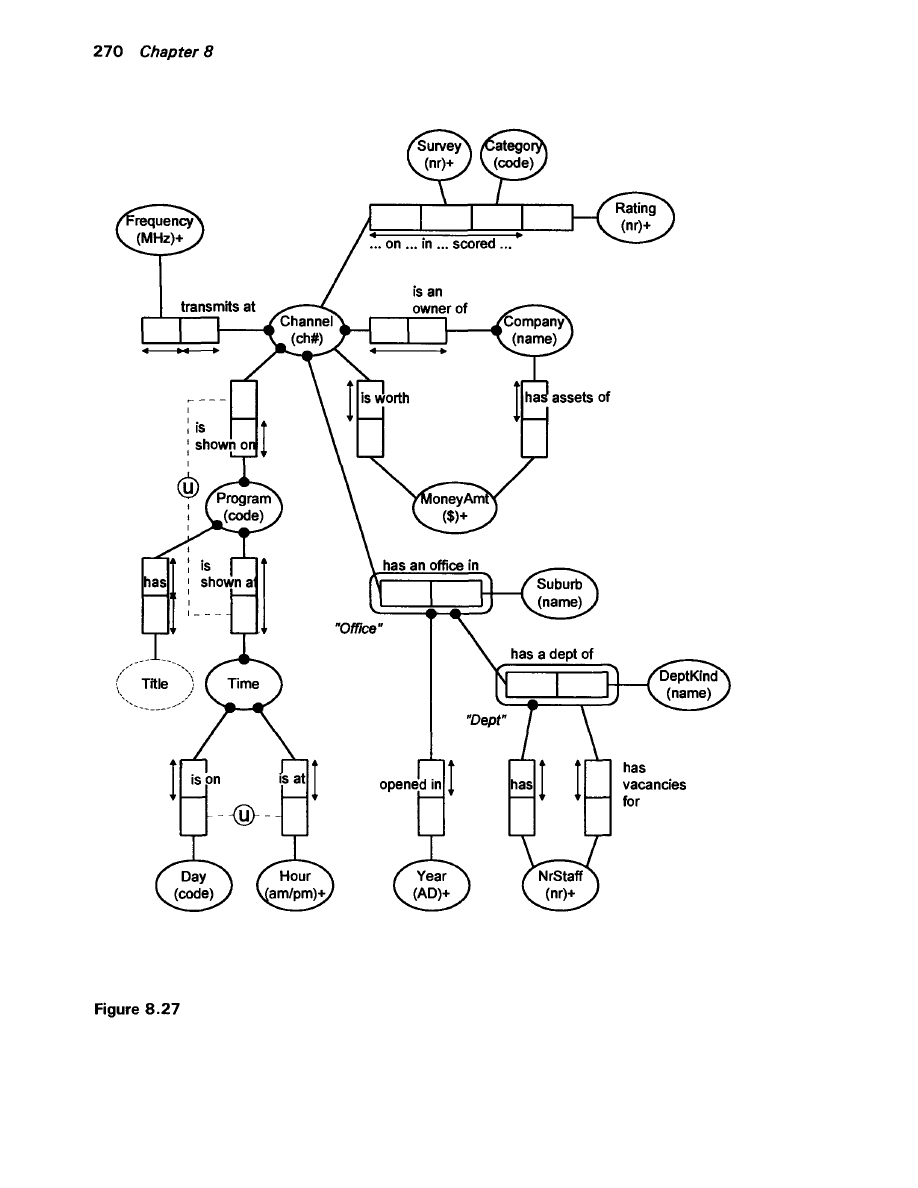 270 Chapter 8
Survey
(nr)+
Category
(code)
Rating
(nr)+
... on ... in ... scored ...
Frequency
(MHz)+
transmits at
Channel
(ch#)
is an
owner of
Company
(name)
is worth
has assets of
is
shown on
u
Program
(code)
MoneyAmt
($)+
has
is
shown at
has an office in
Suburb
(name)
"Office"
has a dept of
Title
Time
DeptKind
(name)
"Dept"
is on
is at
opened in
has
has
vacancies
for
u
Day
(code)
Hour
(am/pm)+
Year
(AD)+
NrStaff
(nr)+
Figure 8.27